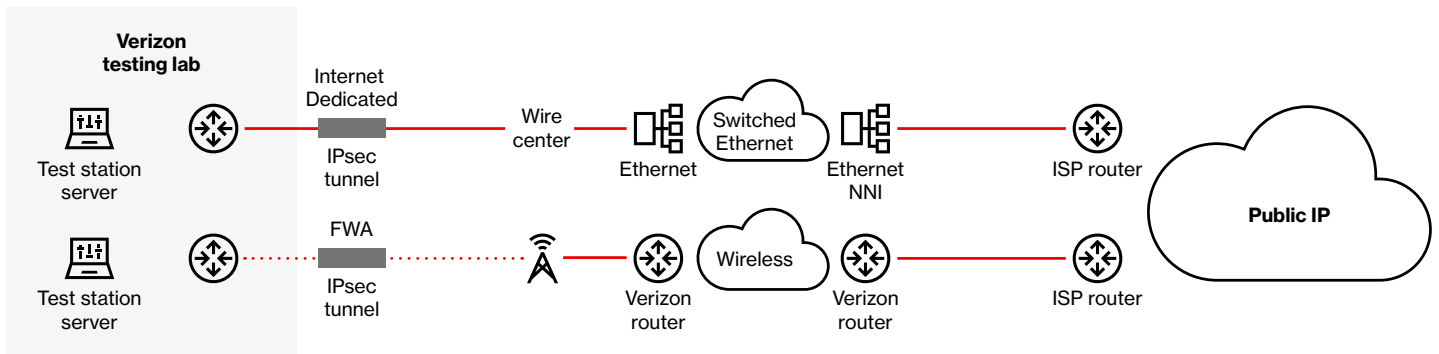 Verizon
testing lab
Test station
server
Internet
Dedicated
IPsec
tunnel
Wire
center
Ethernet
Switched
Ethernet
Ethernet
NNI
ISP router
Public IP
Test station
server
FWA
IPsec
tunnel
Verizon
router
Wireless
Verizon
router
ISP router